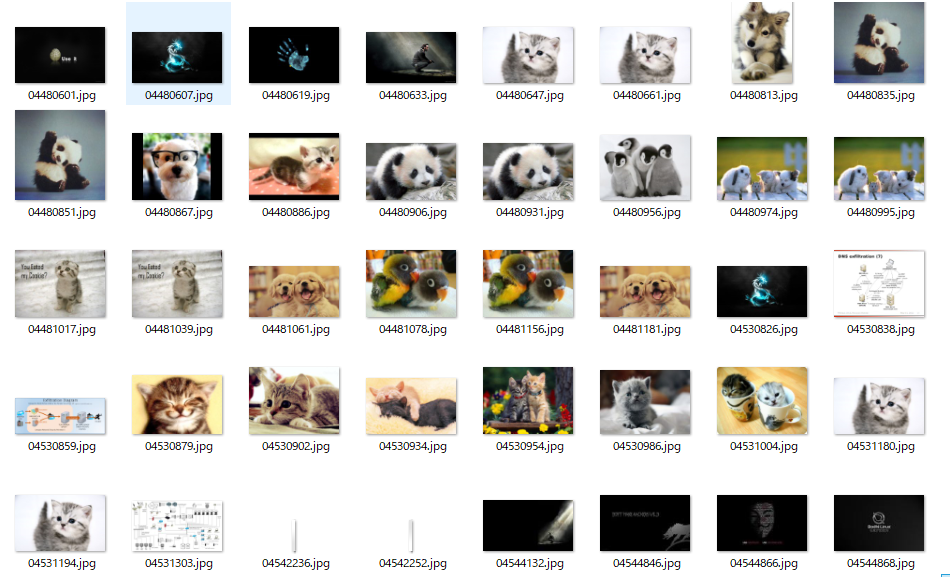 Use It
04480601.jpg
04480607.jpg
04480619.jpg
04480633.jpg
04480647.jpg
04480661.jpg
04480813.jpg
04480835.jpg
04480851.jpg
04480867.jpg
04480886.jpg
04480906.jpg
04480931.jpg
04480956.jpg
04480974.jpg
04480995.jpg
You Eated
my Cookie?
You Eated
my Cookie?
04481017.jpg
04481039.jpg
04481061.jpg
04481078.jpg
04481156.jpg
04481181.jpg
04530826.jpg
DNS exfiltration (?)
04530838.jpg
Exfiltration Diagram
04530859.jpg
04530879.jpg
04530902.jpg
04530934.jpg
04530954.jpg
04530986.jpg
04531004.jpg
04531180.jpg
04531194.jpg
04531303.jpg
04542236.jpg
04542252.jpg
04544132.jpg
04544846.jpg
04544866.jpg
04544868.jpg